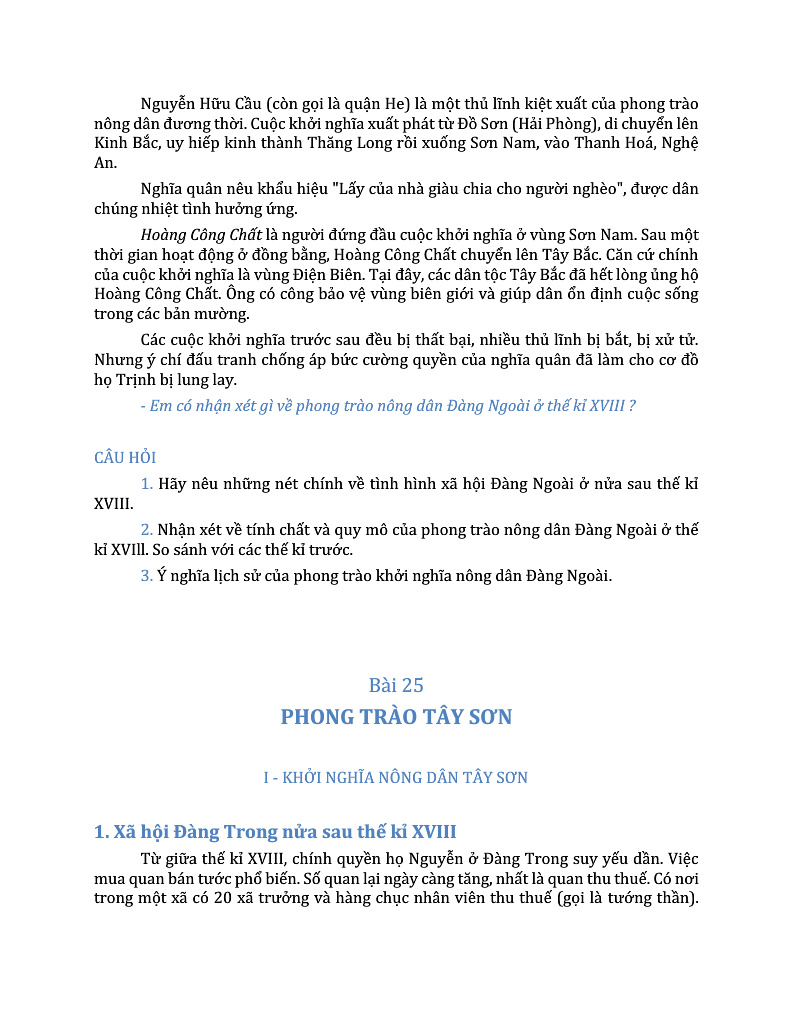 Nguyễn Hữu Cầu (còn gọi là quận He) là một thủ lĩnh kiệt xuất của phong trào
nông dân đương thời. Cuộc khởi nghĩa xuất phát từ Đồ Sơn (Hải Phòng), di chuyển lên
Kinh Bắc, uy hiếp kinh thành Thăng Long rồi xuống Sơn Nam, vào Thanh Hoá, Nghệ
An.
Nghĩa quân nêu khẩu hiệu "Lấy của nhà giàu chia cho người nghèo", được dân
chúng nhiệt tình hưởng ứng.
Hoàng Công Chất là người đứng đầu cuộc khởi nghĩa ở vùng Sơn Nam. Sau một
thời gian hoạt động ở đồng bằng, Hoàng Công Chất chuyển lên Tây Bắc. Căn cứ chính
của cuộc khởi nghĩa là vùng Điện Biên. Tại đây, các dân tộc Tây Bắc đã hết lòng ủng hộ
Hoàng Công Chất. Ông có công bảo vệ vùng biên giới và giúp dân ổn định cuộc sống
trong các bản mường.
Các cuộc khởi nghĩa trước sau đều bị thất bại, nhiều thủ lĩnh bị bắt, bị xử tử.
Nhưng ý chí đấu tranh chống áp bức cường quyền của nghĩa quân đã làm cho cơ đồ
họ Trịnh bị lung lay.
- Em có nhận xét gì về phong trào nông dân Đàng Ngoài ở thế kỉ XVIII ?
CÂU HỎI
1. Hãy nêu những nét chính về tình hình xã hội Đàng Ngoài ở nửa sau thế kỉ
XVIII.
2. Nhận xét về tính chất và quy mô của phong trào nông dân Đàng Ngoài ở thế
kỉ XVIll. So sánh với các thế kỉ trước.
3. Ý nghĩa lịch sử của phong trào khởi nghĩa nông dân Đàng Ngoài.
Bài 25
PHONG TRÀO TÂY SƠN
I - KHỞI NGHĨA NÔNG DÂN TÂY SƠN
1. Xã hội Đàng Trong nửa sau thế kỉ XVIII
Từ giữa thế kỉ XVIII, chính quyền họ Nguyễn ở Đàng Trong suy yếu dần. Việc
mua quan bán tước phổ biến. Số quan lại ngày càng tăng, nhất là quan thu thuế. Có nơi
trong một xã có 20 xã trưởng và hàng chục nhân viên thu thuế (gọi là tướng thần).